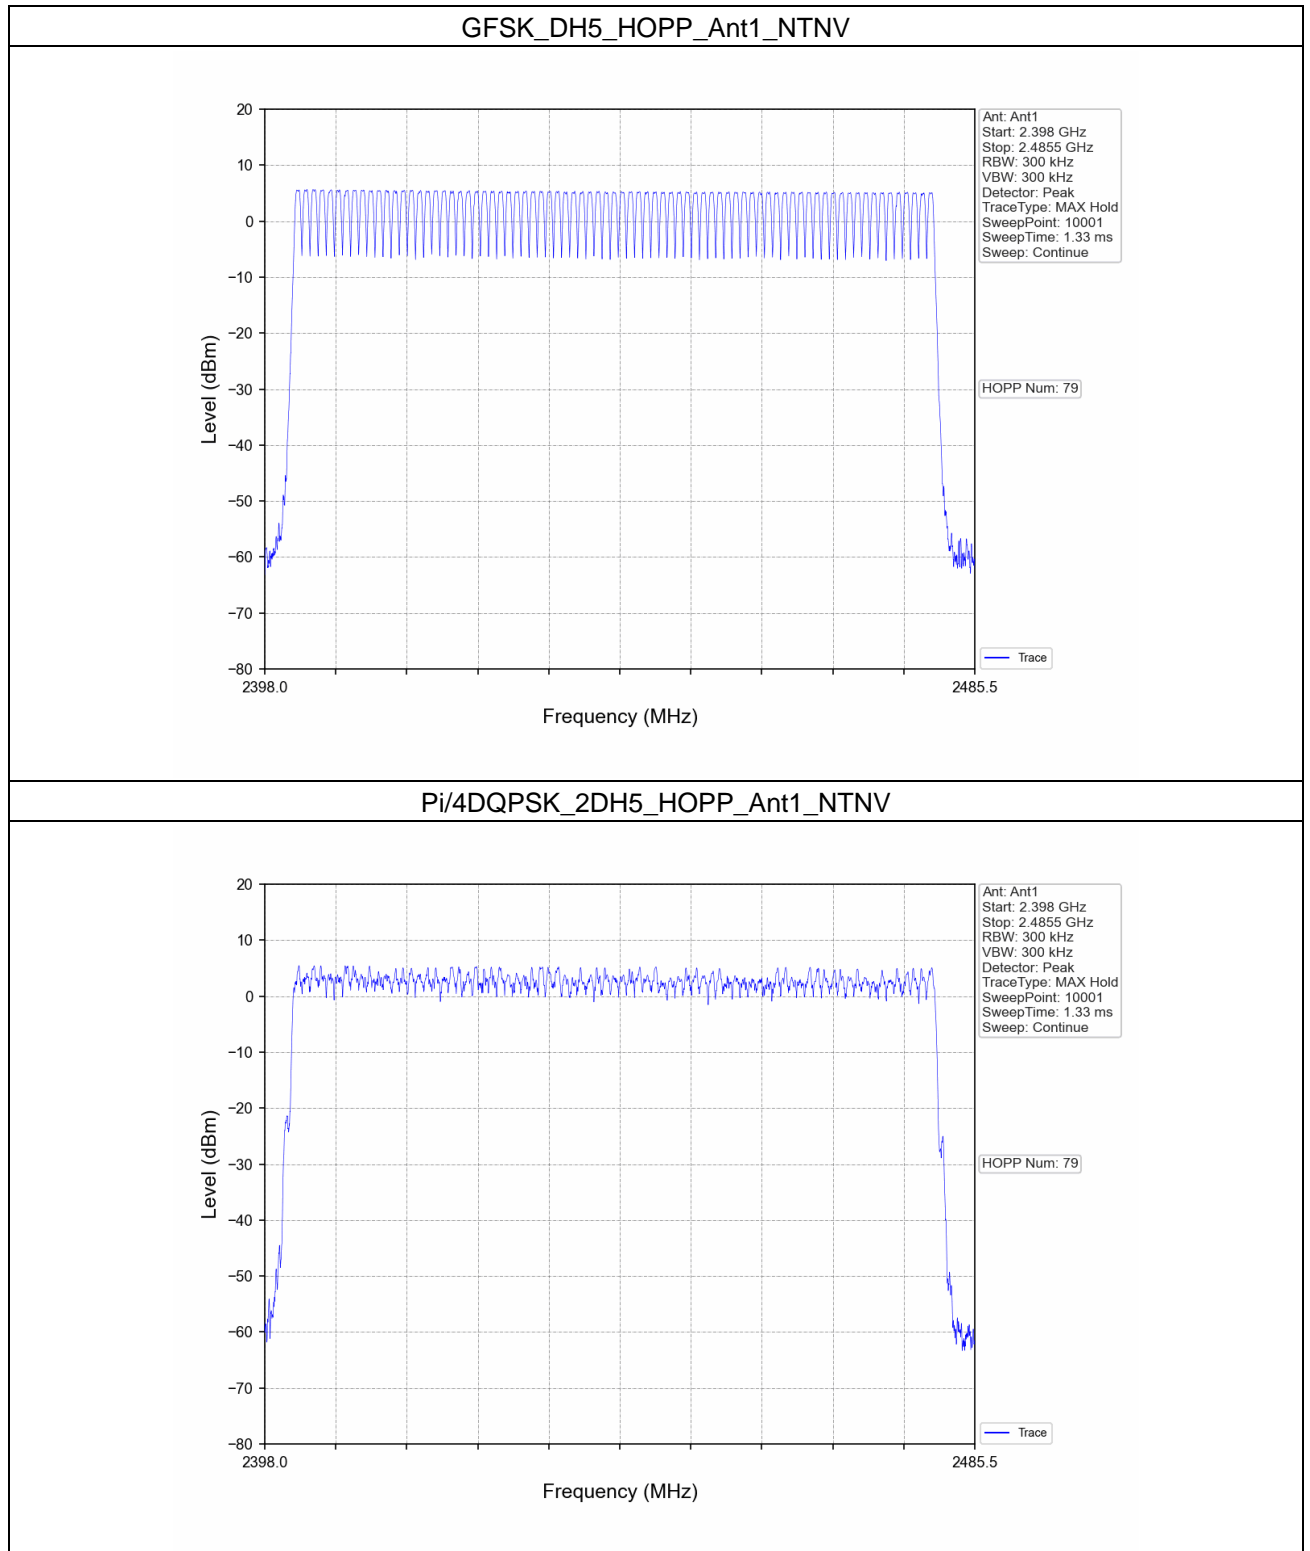 GFSK_DH5_HOPP_Ant1_NTNV
20
10
0
−10
−20
−30
−40
−50
−60
−70
−80
Level (dBm)
2398.0
2485.5
Frequency (MHz)
Ant: Ant1
Start: 2.398 GHz
Stop: 2.4855 GHz
RBW: 300 kHz
VBW: 300 kHz
Detector: Peak
TraceType: MAX Hold
SweepPoint: 10001
SweepTime: 1.33 ms
Sweep: Continue
HOPP Num: 79
Trace
Pi/4DQPSK_2DH5_HOPP_Ant1_NTNV
20
10
0
−10
−20
−30
−40
−50
−60
−70
−80
Level (dBm)
2398.0
2485.5
Frequency (MHz)
Ant: Ant1
Start: 2.398 GHz
Stop: 2.4855 GHz
RBW: 300 kHz
VBW: 300 kHz
Detector: Peak
TraceType: MAX Hold
SweepPoint: 10001
SweepTime: 1.33 ms
Sweep: Continue
HOPP Num: 79
Trace